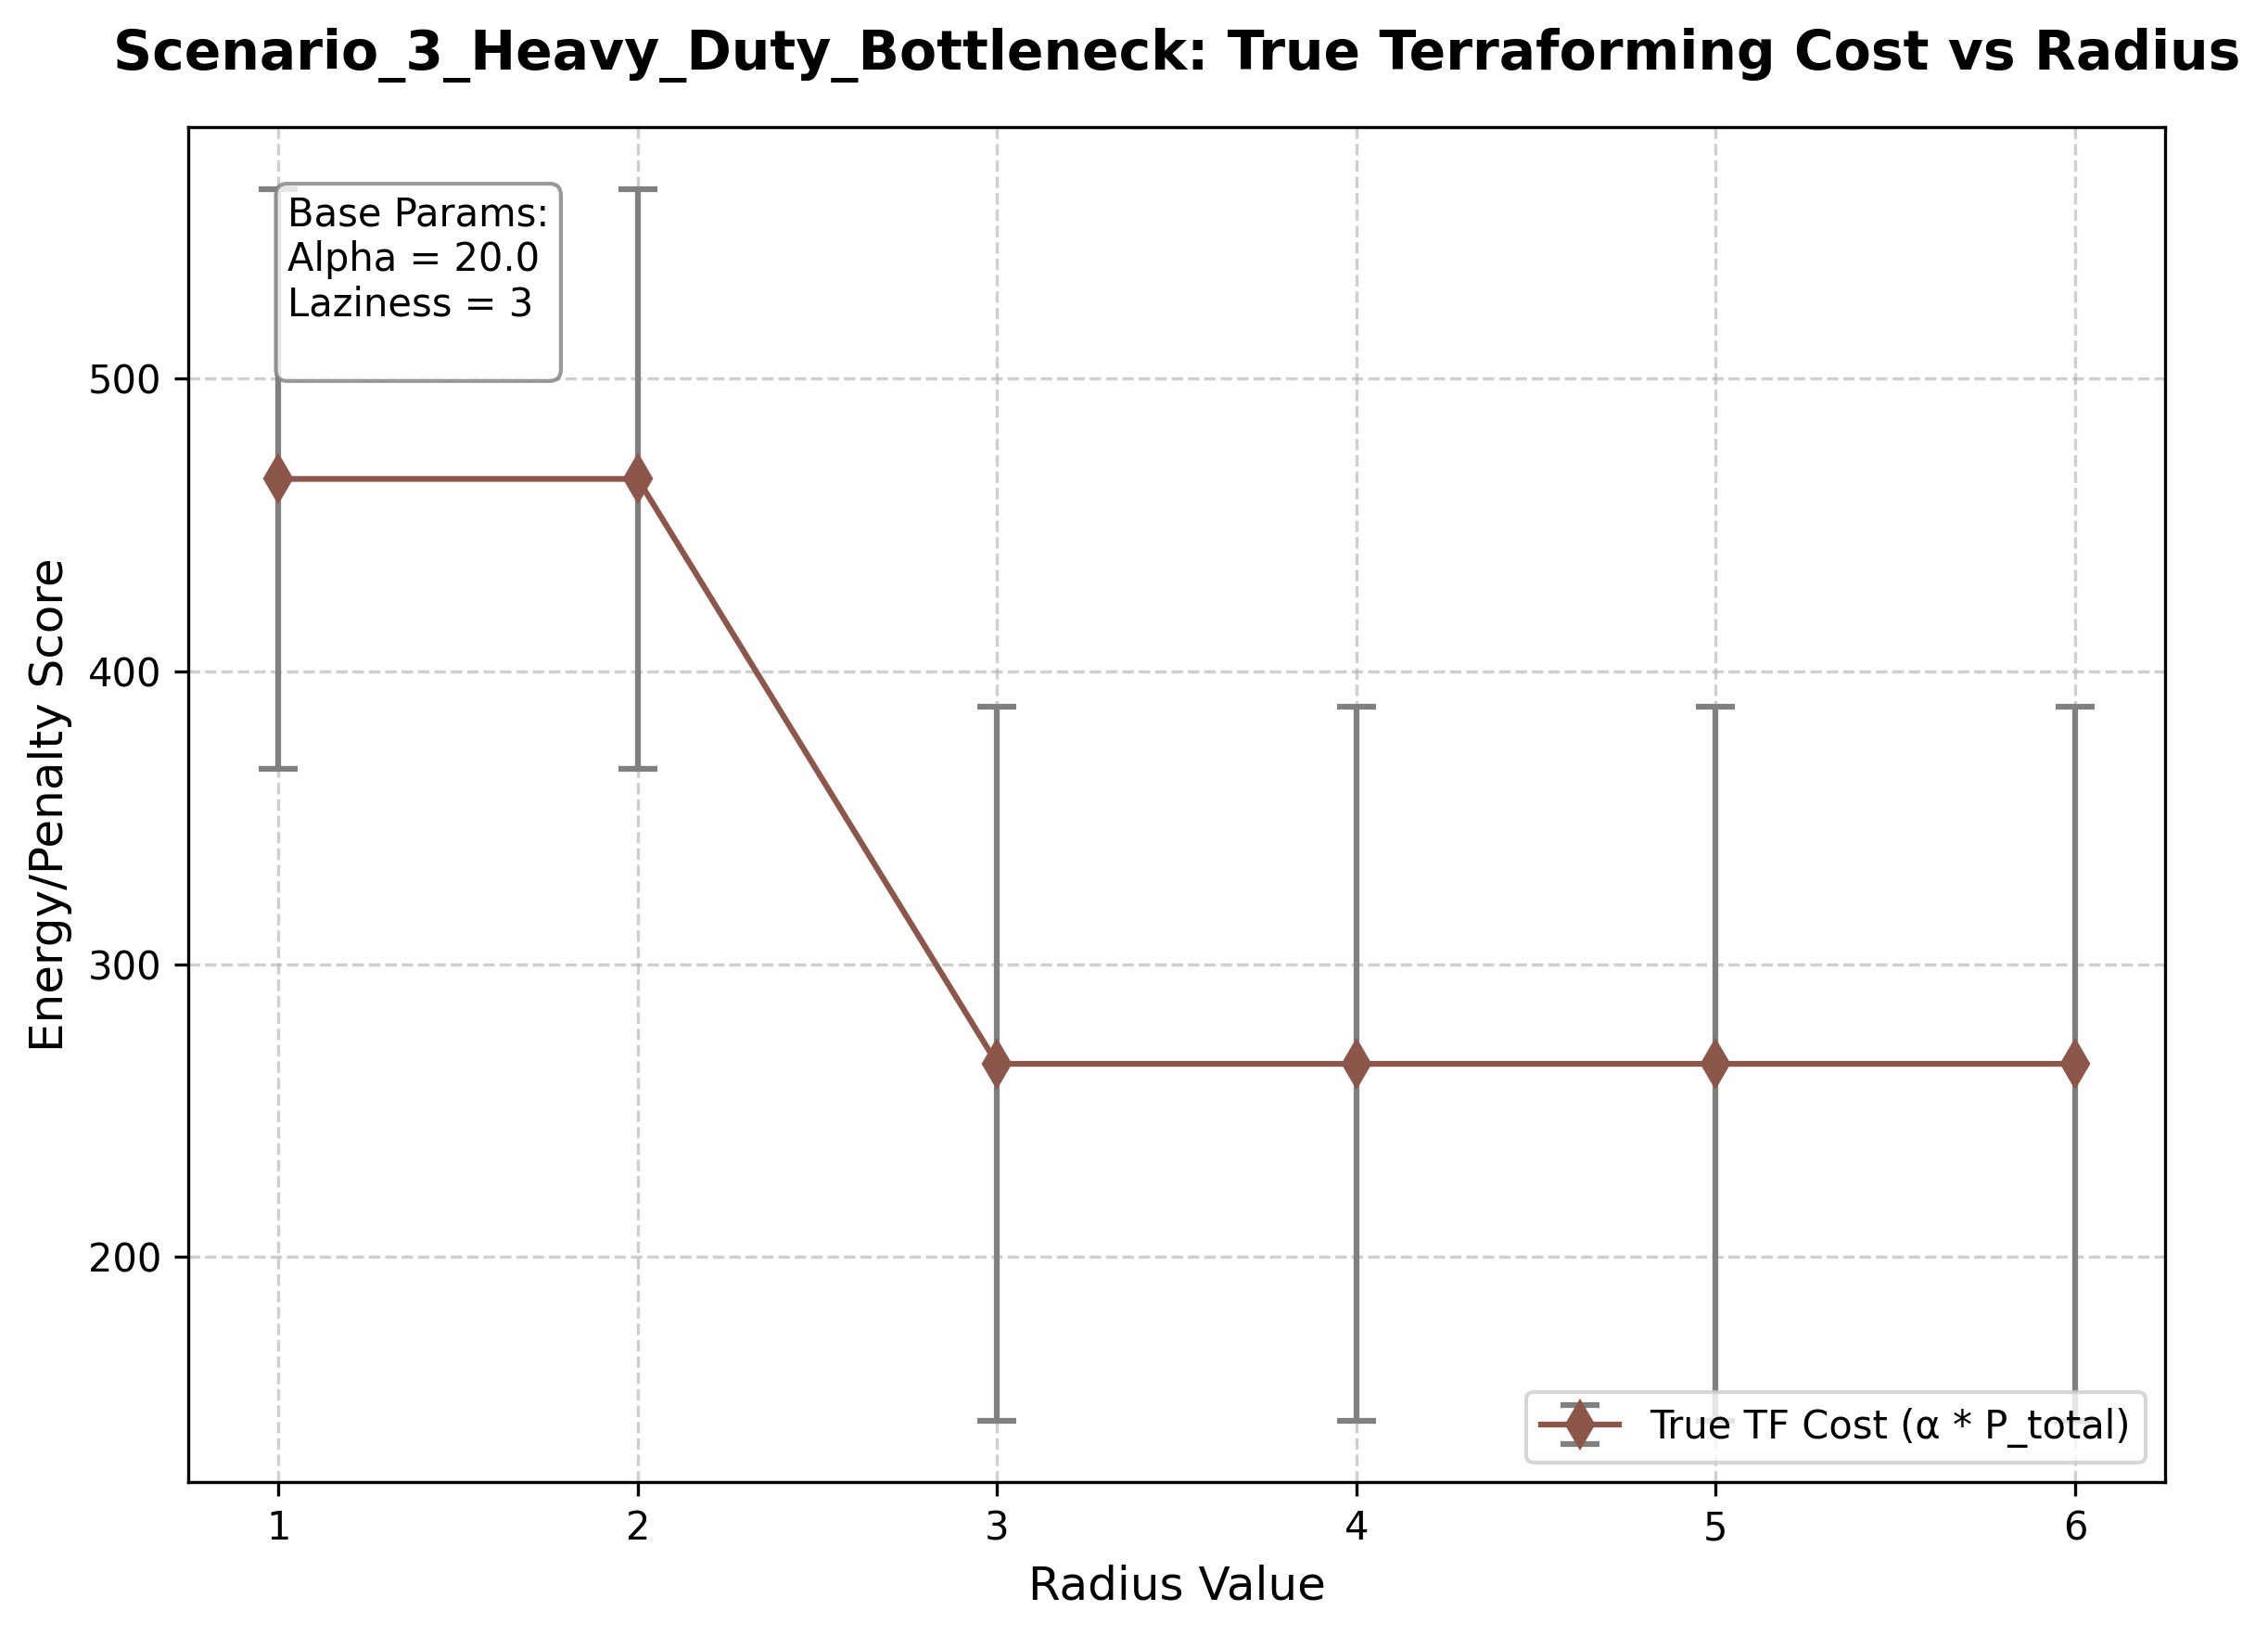 Scenario_3_Heavy_Duty_Bottleneck: True Terraforming Cost vs Radius
Base Params:
Alpha = 20.0
Laziness = 3
Energy/Penalty Score
500
400
300
200
True TF Cost (α * P_total)
1 2 3 4 5 6
Radius Value